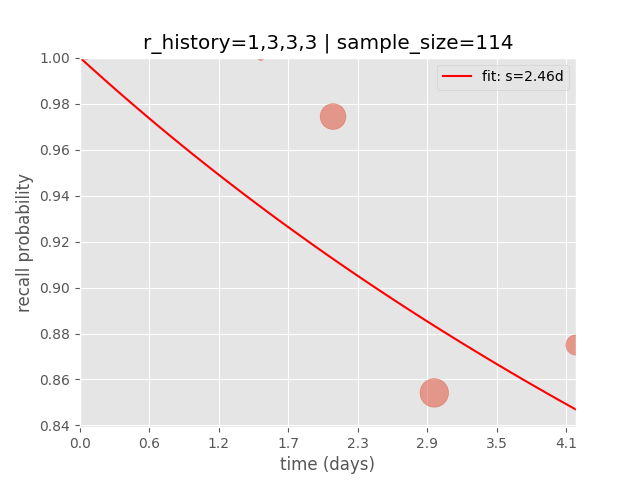 r_history=1,3,3,3 | sample_size=114
fit: s=2.46d
1.00
0.98
0.96
0.94
0.92
0.90
0.88
0.86
0.84
recall probability
0.0 0.6 1.2 1.7 2.3 2.9 3.5 4.1
time (days)